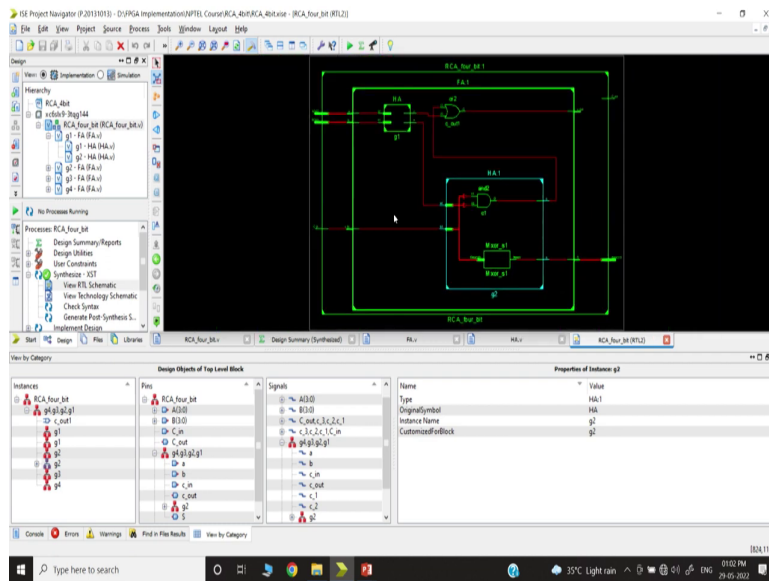 ISE Project Navigator (P.20131013) - D:\FPGA Implementation\NPTEL Course\RCA_4bit\RCA_4bit.xise - [RCA_four_bit (RTL2)]
File Edit View Project Source Process Tools Window Layout Help
Design
View: Implementation Simulation
Hierarchy
RCA_4bit
xc6slx9-3tqg144
RCA_four_bit (RCA_four_bit.v)
g1 - FA (FA.v)
g1 - HA (HA.v)
g2 - HA (HA.v)
g2 - FA (FA.v)
g3 - FA (FA.v)
g4 - FA (FA.v)
No Processes Running
Processes: RCA_four_bit
Design Summary/Reports
Design Utilities
User Constraints
Synthesize - XST
View RTL Schematic
View Technology Schematic
Check Syntax
Generate Post-Synthesis S...
Implement Design
RCA_four_bit:1
FA:1
HA
g1
or2
c_out1
HA:1
and2
Mxor_s1
Mxor_s1
g2
RCA_four_bit
Start Design Files Libraries
RCA_four_bit.v Design Summary (Synthesized) FA.v HA.v RCA_four_bit (RTL2)
View by Category
Design Objects of Top Level Block Properties of Instance: g2
Instances Pins Signals Name Value
RCA_four_bit RCA_four_bit A(3:0) Type HA:1
g4,g3,g2,g1 A(3:0) B(3:0) OriginalSymbol HA
c_out1 B(3:0) C_out,c_3,c_2,c_1 Instance Name g2
g1 C_in c_3,c_2,c_1,C_in CustomizedForBlock g2
g1 C_out g4,g3,g2,g1
g2 g4,g3,g2,g1 a
g2 a b
g3 b c_in
g4 c_in c_out
c_out c_1
g2 c_2
S g2
Console Errors Warnings Find in Files Results View by Category
[824,11
Type here to search
35°C Light rain ENG 01:02 PM
29-05-2022